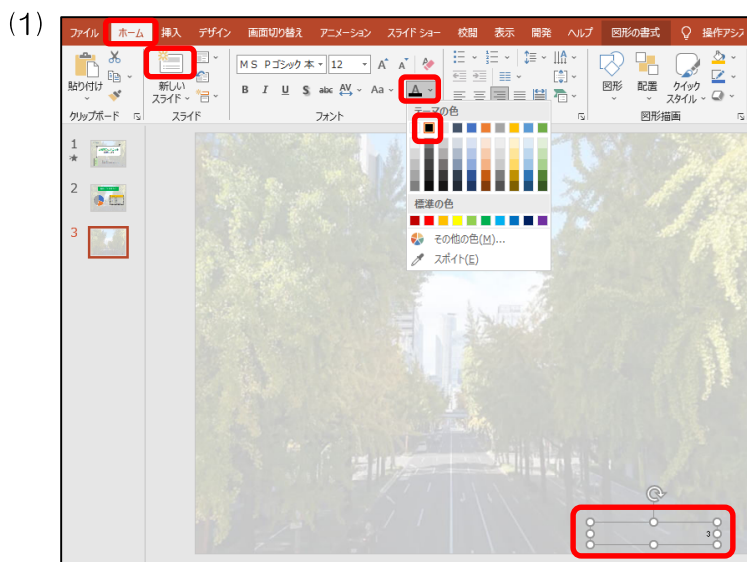 (1)
ファイル ホーム 挿入 デザイン 画面切り替え アニメーション スライド ショー 校閲 表示 開発 ヘルプ 図形の書式 操作アシス
MS Pゴシック 本 12 A A
貼り付け 新しい スライド B I U S abc AV Aa A 図形 配置 クイック スタイル
クリップボード スライド フォント 図形描画
テーマの色
標準の色
その他の色(M)...
スポイト(E)
1
2
3
3